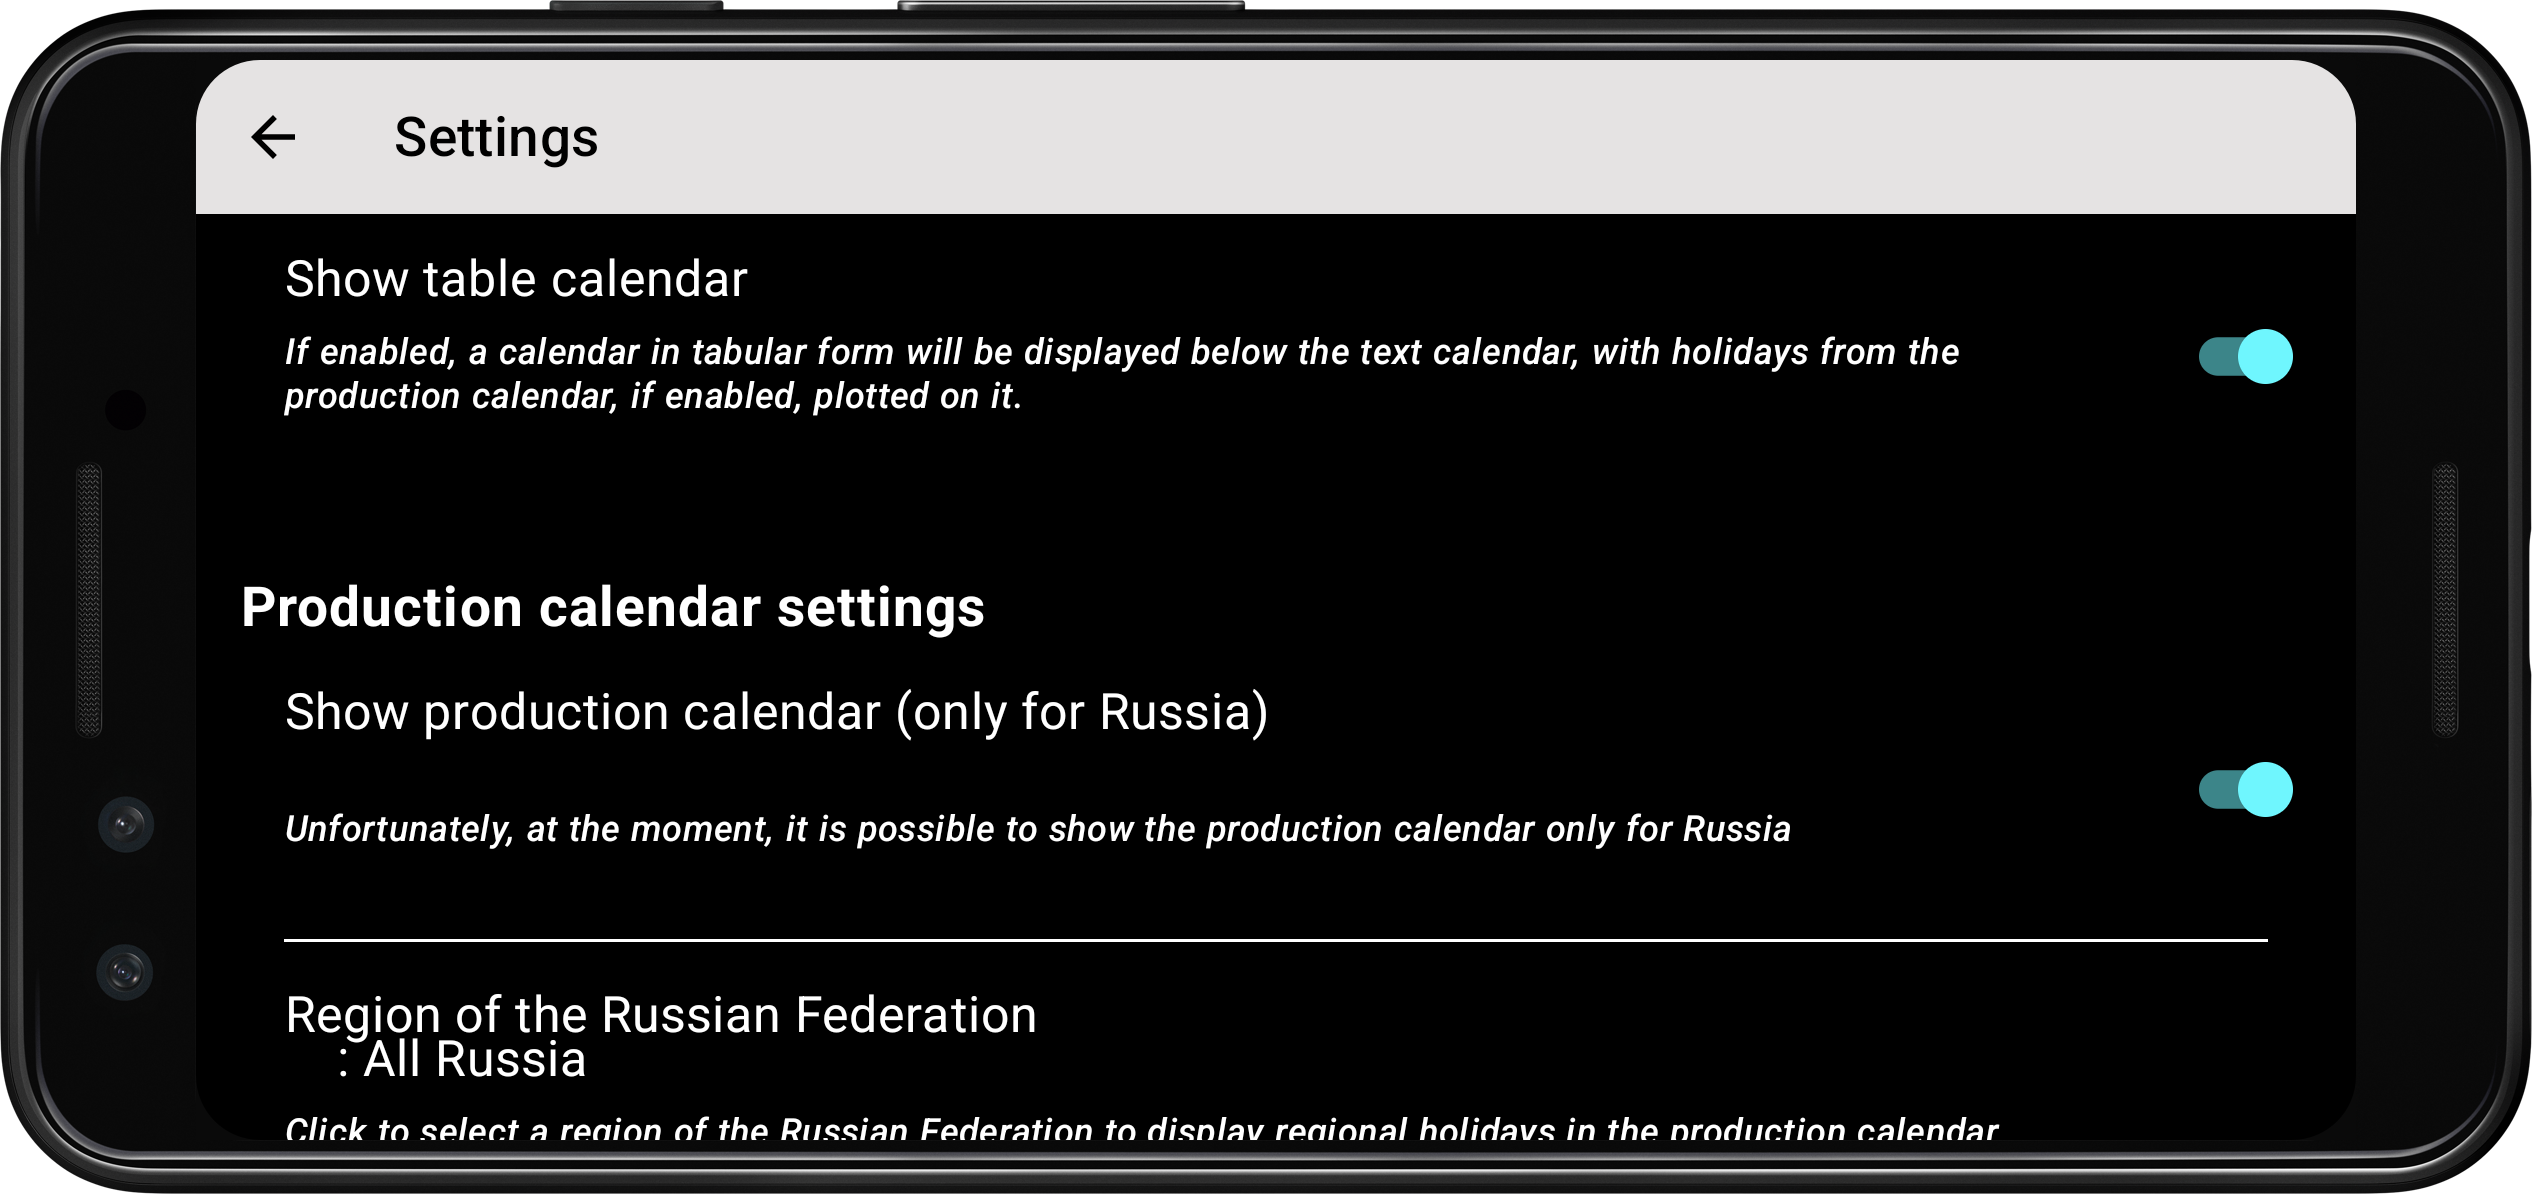 Settings
Show table calendar
If enabled, a calendar in tabular form will be displayed below the text calendar, with holidays from the
production calendar, if enabled, plotted on it.
Production calendar settings
Show production calendar (only for Russia)
Unfortunately, at the moment, it is possible to show the production calendar only for Russia
Region of the Russian Federation
: All Russia
Click to select a region of the Russian Federation to display regional holidays in the production calendar